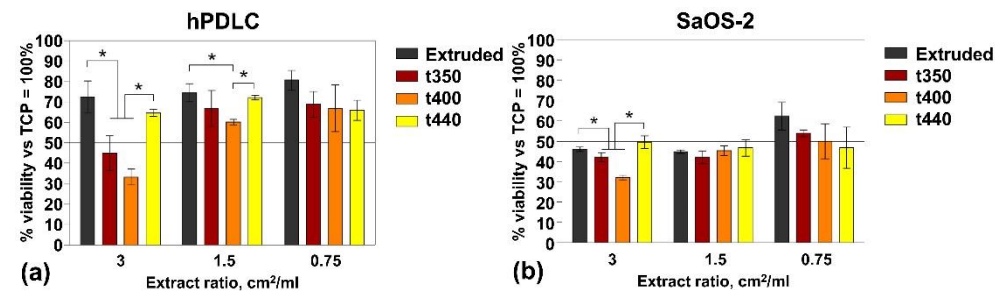 hPDLC
% viability vs TCP = 100%
100
90
80
70
60
50
40
30
20
10
0
*
*
*
*
3
1.5
0.75
Extract ratio, cm²/ml
(a)
Extruded
t350
t400
t440
SaOS-2
% viability vs TCP = 100%
100
90
80
70
60
50
40
30
20
10
0
*
*
3
1.5
0.75
Extract ratio, cm²/ml
(b)
Extruded
t350
t400
t440